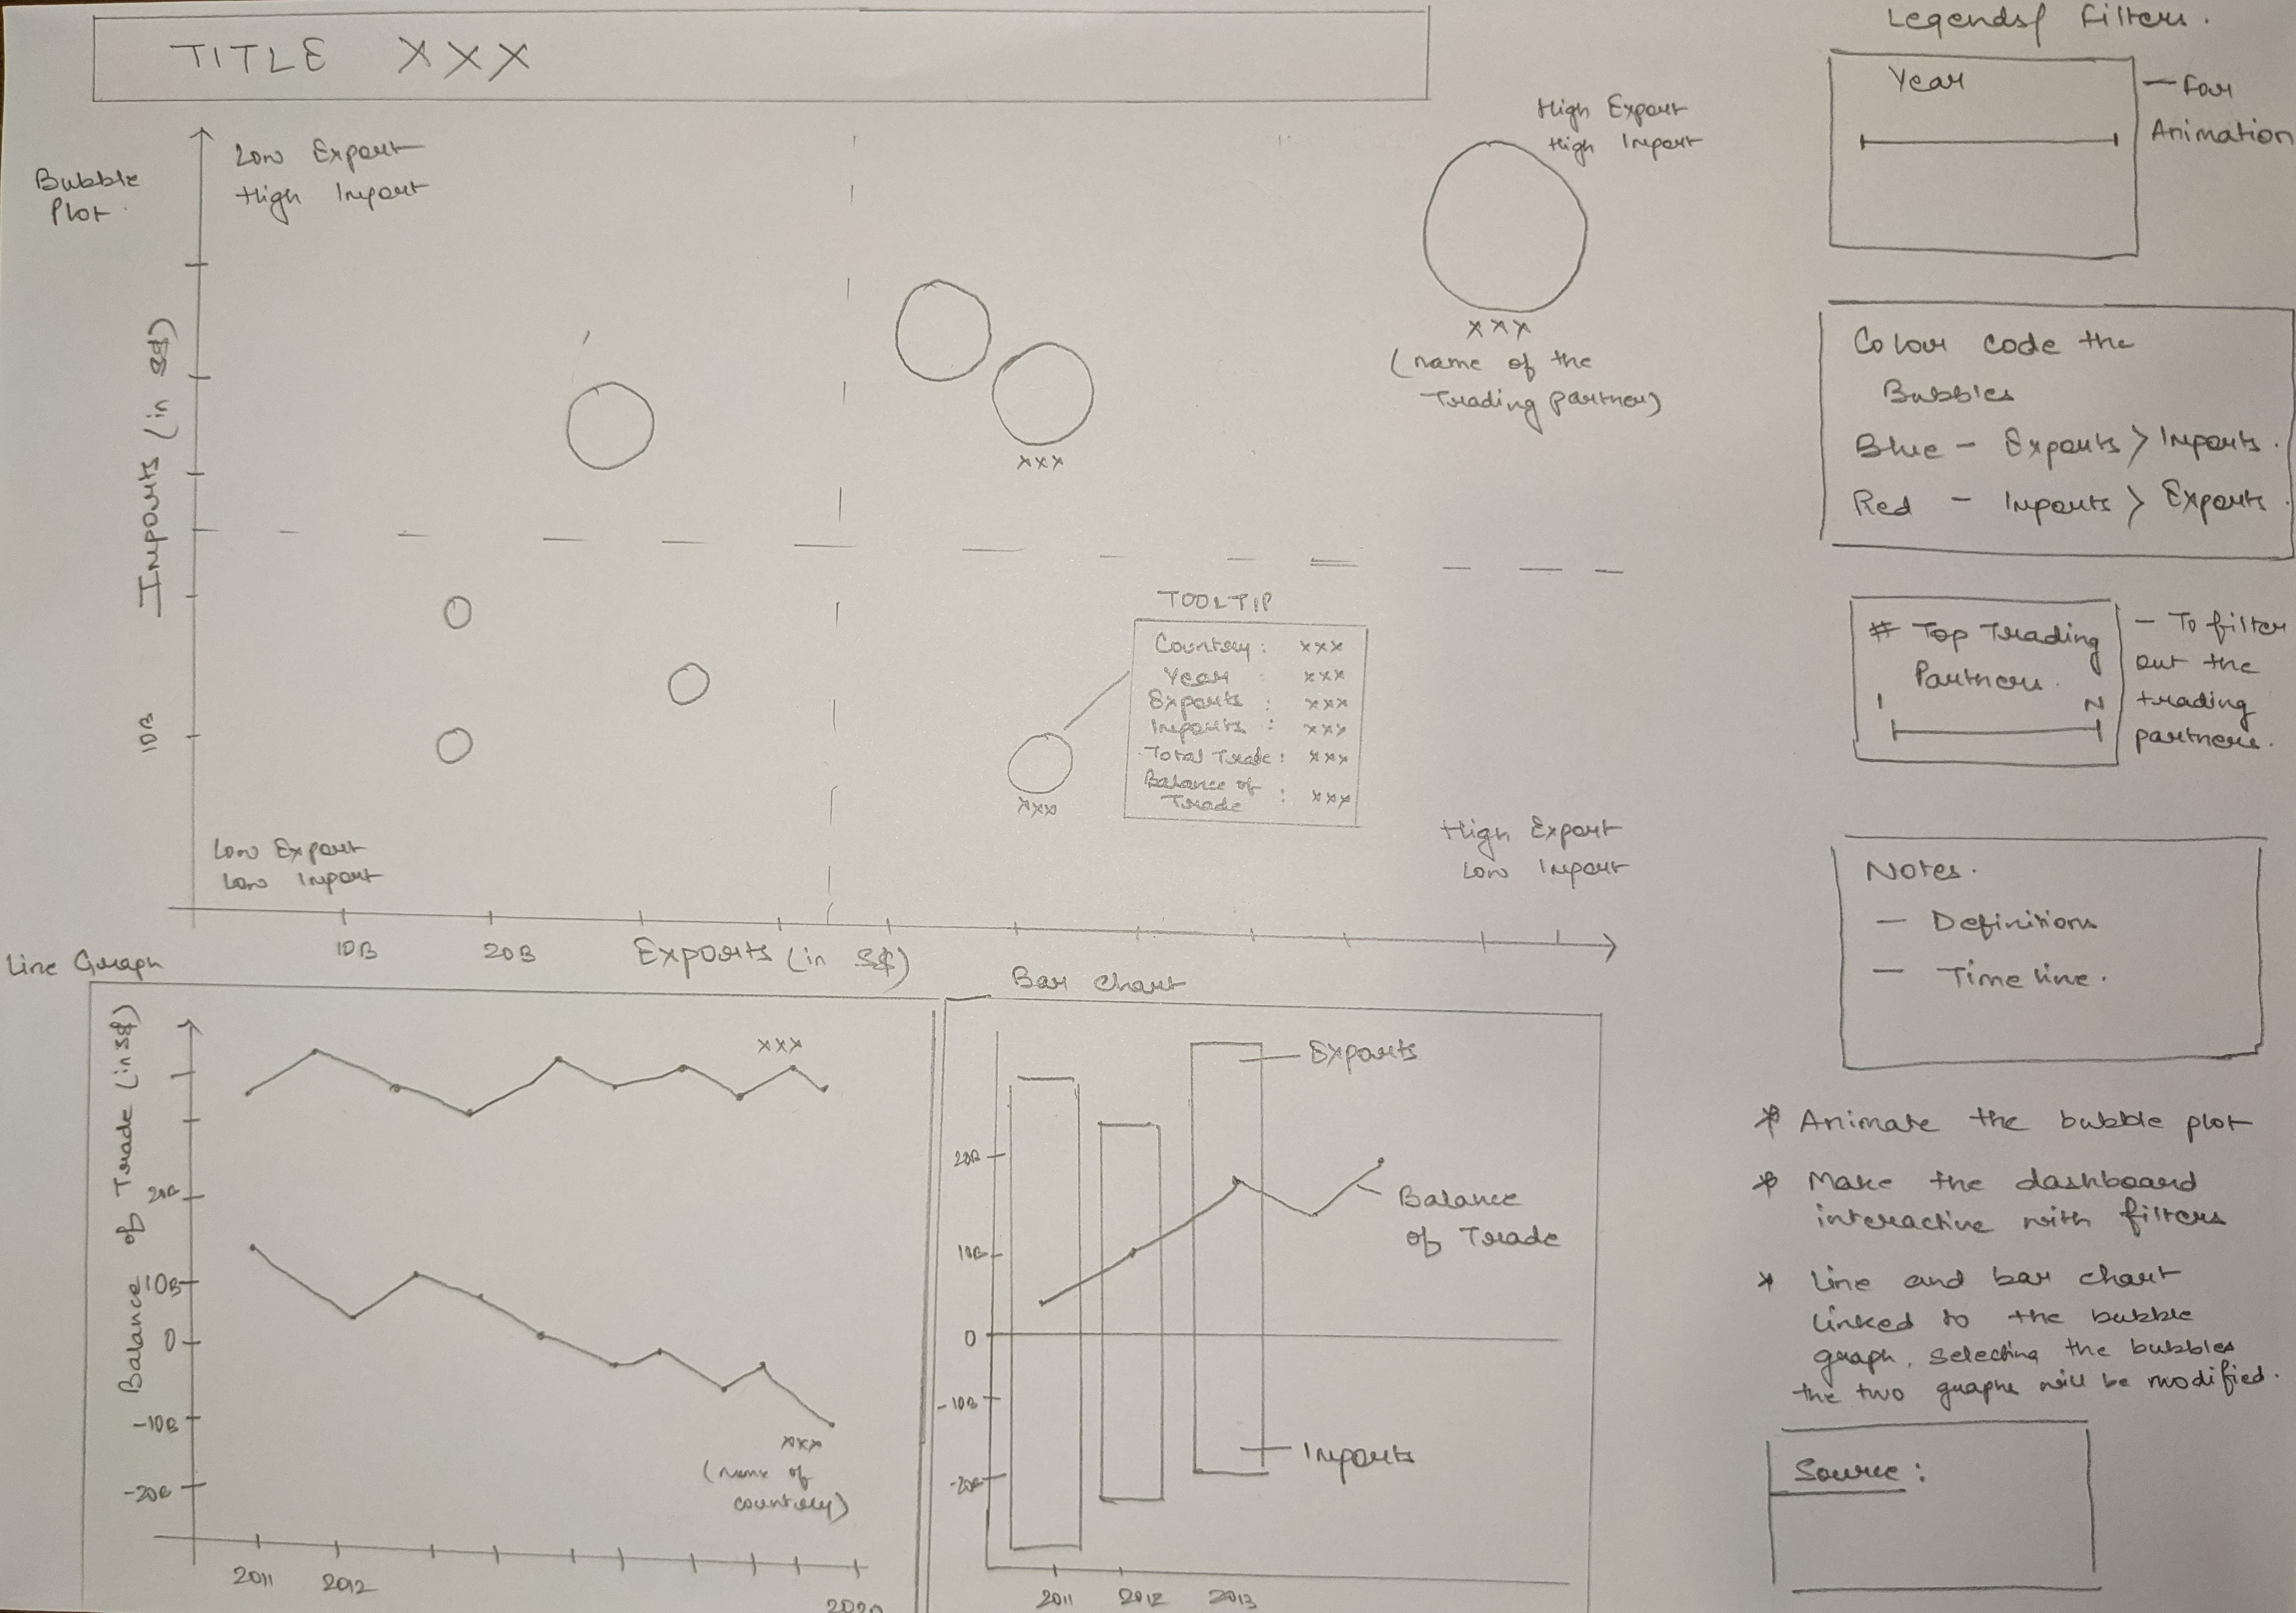 TITLE XXX
Bubble
Plot.
Low Export
High Import
High Export
High Import
xxx
(name of the
Trading partner)
xxx
Imports (in S$)
10B
TOOLTIP
Country: xxx
Year : xxx
Exports : xxx
Imports : xxx
Total Trade: xxx
Balance of
Trade : xxx
xxx
Low Export
Low Import
High Export
Low Import
10B
20B
Exports (in S$)
Line Graph
Balance of Trade (in S$)
20B
10B
0
-10B
-20B
xxx
xxx
(name of
country)
2011
2012
2020
Bar Chart
20B
10B
0
-10B
-20B
Exports
Balance
of Trade
Imports
2011
2012
2013
Legends/ Filters.
Year
- For
Animation
Colour code the
Bubbles
Blue - Exports > Imports.
Red - Imports > Exports.
# Top Trading
Partners.
1 N
- To filter
out the
trading
partners.
Notes.
- Definitions
- Time line.
* Animate the bubble plot
* Make the dashboard
interactive with filters
* Line and bar chart
linked to the bubble
graph, selecting the bubbles
the two graphs will be modified.
Source: